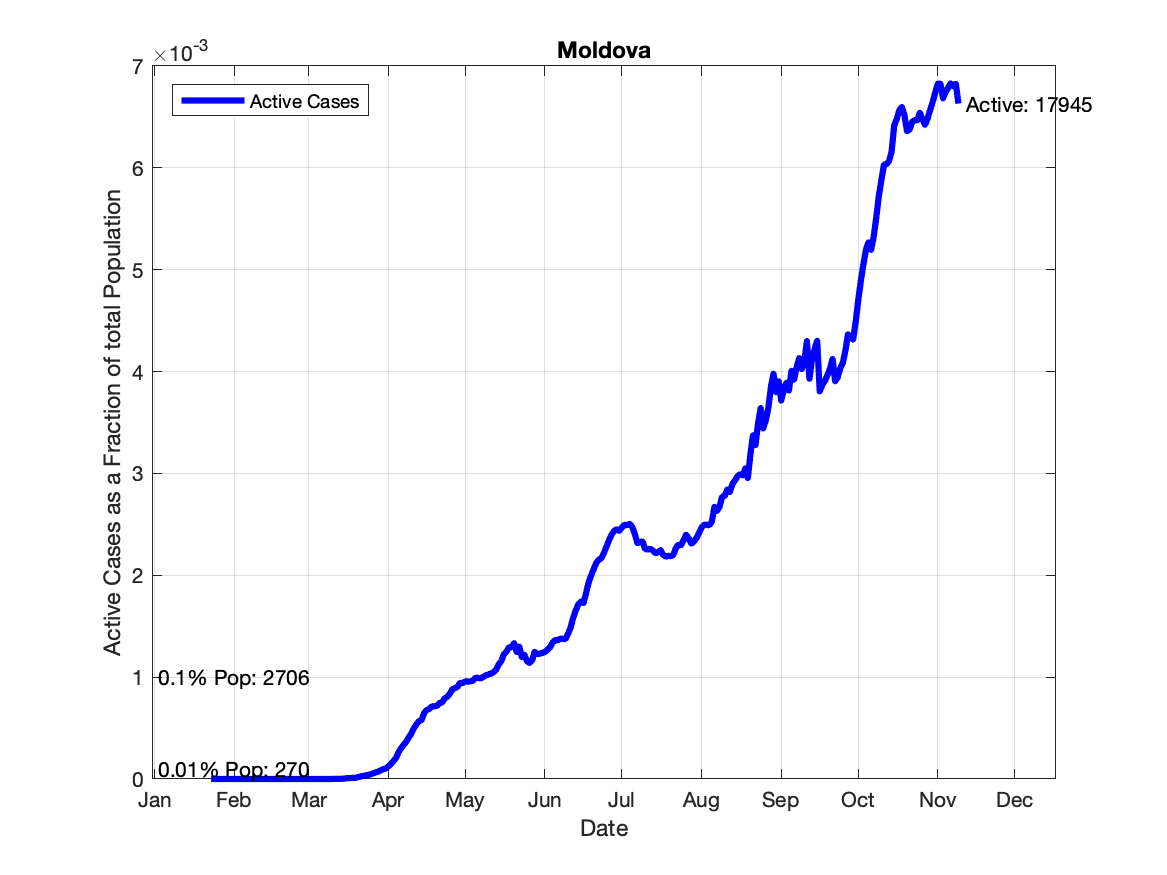 Moldova
×10-3
7
6
5
4
3
2
1
0
Active Cases as a Fraction of total Population
Active Cases
Active: 17945
0.1% Pop: 2706
0.01% Pop: 270
Jan Feb Mar Apr May Jun Jul Aug Sep Oct Nov Dec
Date